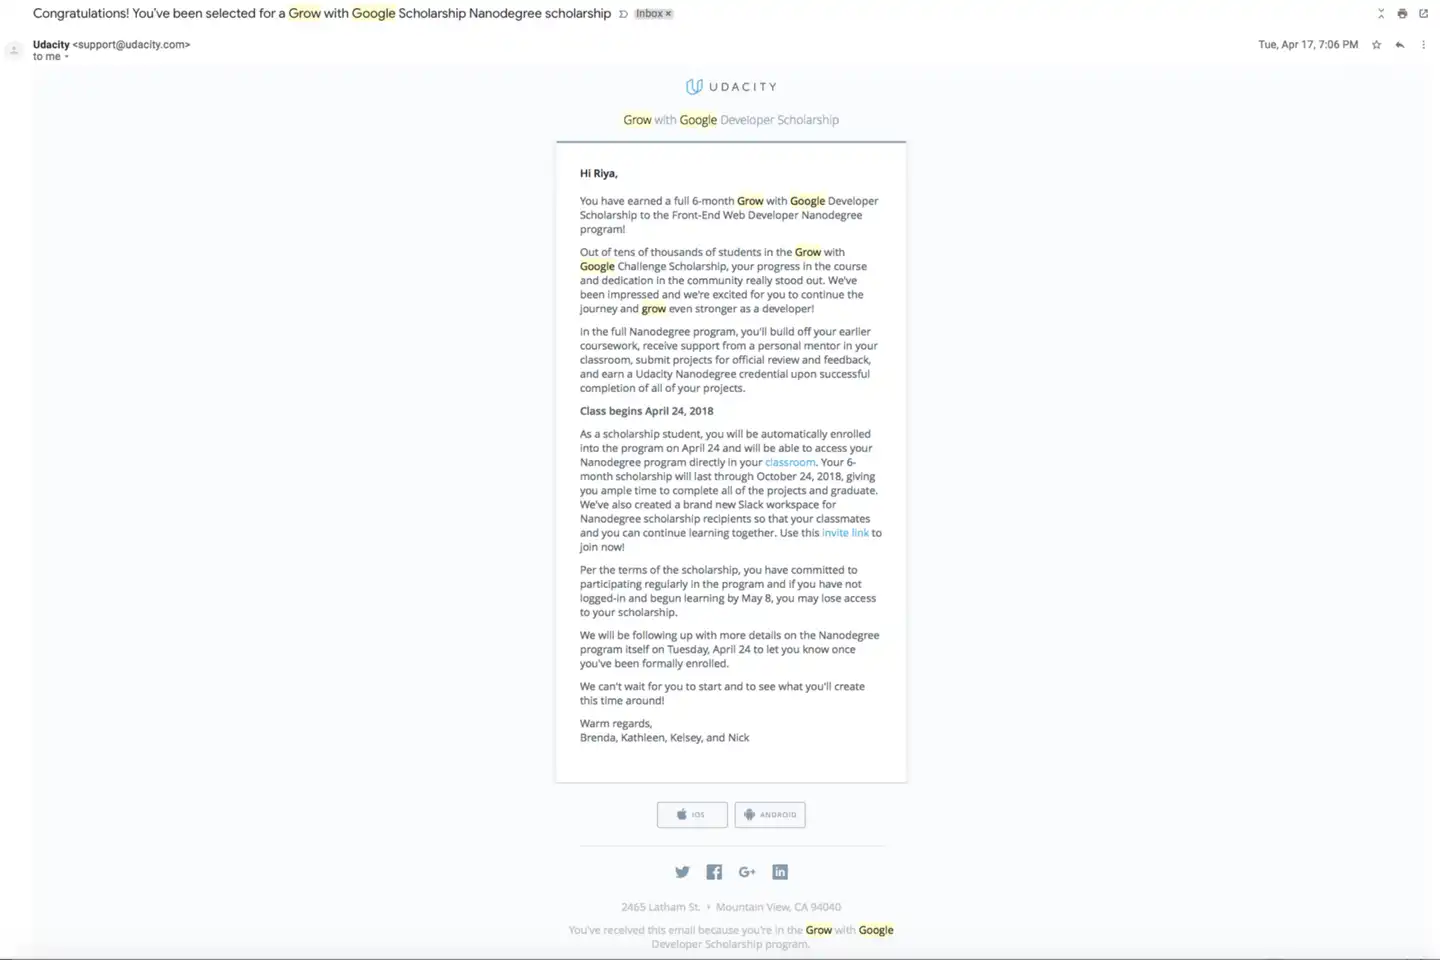 Congratulations! You've been selected for a Grow with Google Scholarship Nanodegree scholarship Inbox ×
Udacity <support@udacity.com>
to me
Tue, Apr 17, 7:06 PM
UDACITY
Grow with Google Developer Scholarship
Hi Riya,
You have earned a full 6-month Grow with Google Developer
Scholarship to the Front-End Web Developer Nanodegree
program!
Out of tens of thousands of students in the Grow with
Google Challenge Scholarship, your progress in the course
and dedication in the community really stood out. We've
been impressed and we're excited for you to continue the
journey and grow even stronger as a developer!
In the full Nanodegree program, you'll build off your earlier
coursework, receive support from a personal mentor in your
classroom, submit projects for official review and feedback,
and earn a Udacity Nanodegree credential upon successful
completion of all of your projects.
Class begins April 24, 2018
As a scholarship student, you will be automatically enrolled
into the program on April 24 and will be able to access your
Nanodegree program directly in your classroom. Your 6-
month scholarship will last through October 24, 2018, giving
you ample time to complete all of the projects and graduate.
We've also created a brand new Slack workspace for
Nanodegree scholarship recipients so that your classmates
and you can continue learning together. Use this invite link to
join now!
Per the terms of the scholarship, you have committed to
participating regularly in the program and if you have not
logged-in and begun learning by May 8, you may lose access
to your scholarship.
We will be following up with more details on the Nanodegree
program itself on Tuesday, April 24 to let you know once
you've been formally enrolled.
We can't wait for you to start and to see what you'll create
this time around!
Warm regards,
Brenda, Kathleen, Kelsey, and Nick
IOS
ANDROID
2465 Latham St. • Mountain View, CA 94040
You've received this email because you're in the Grow with Google
Developer Scholarship program.